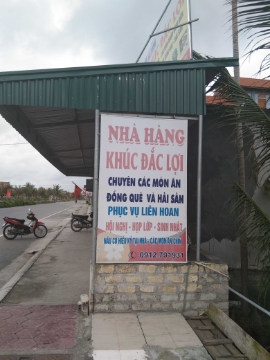 NHÀ HÀNG
KHÚC ĐẮC LỢI
CHUYÊN CÁC MÓN ĂN
ĐỒNG QUÊ VÀ HẢI SẢN
PHỤC VỤ LIÊN HOAN
HỘI NGHỊ - HỌP LỚP - SINH NHẬT